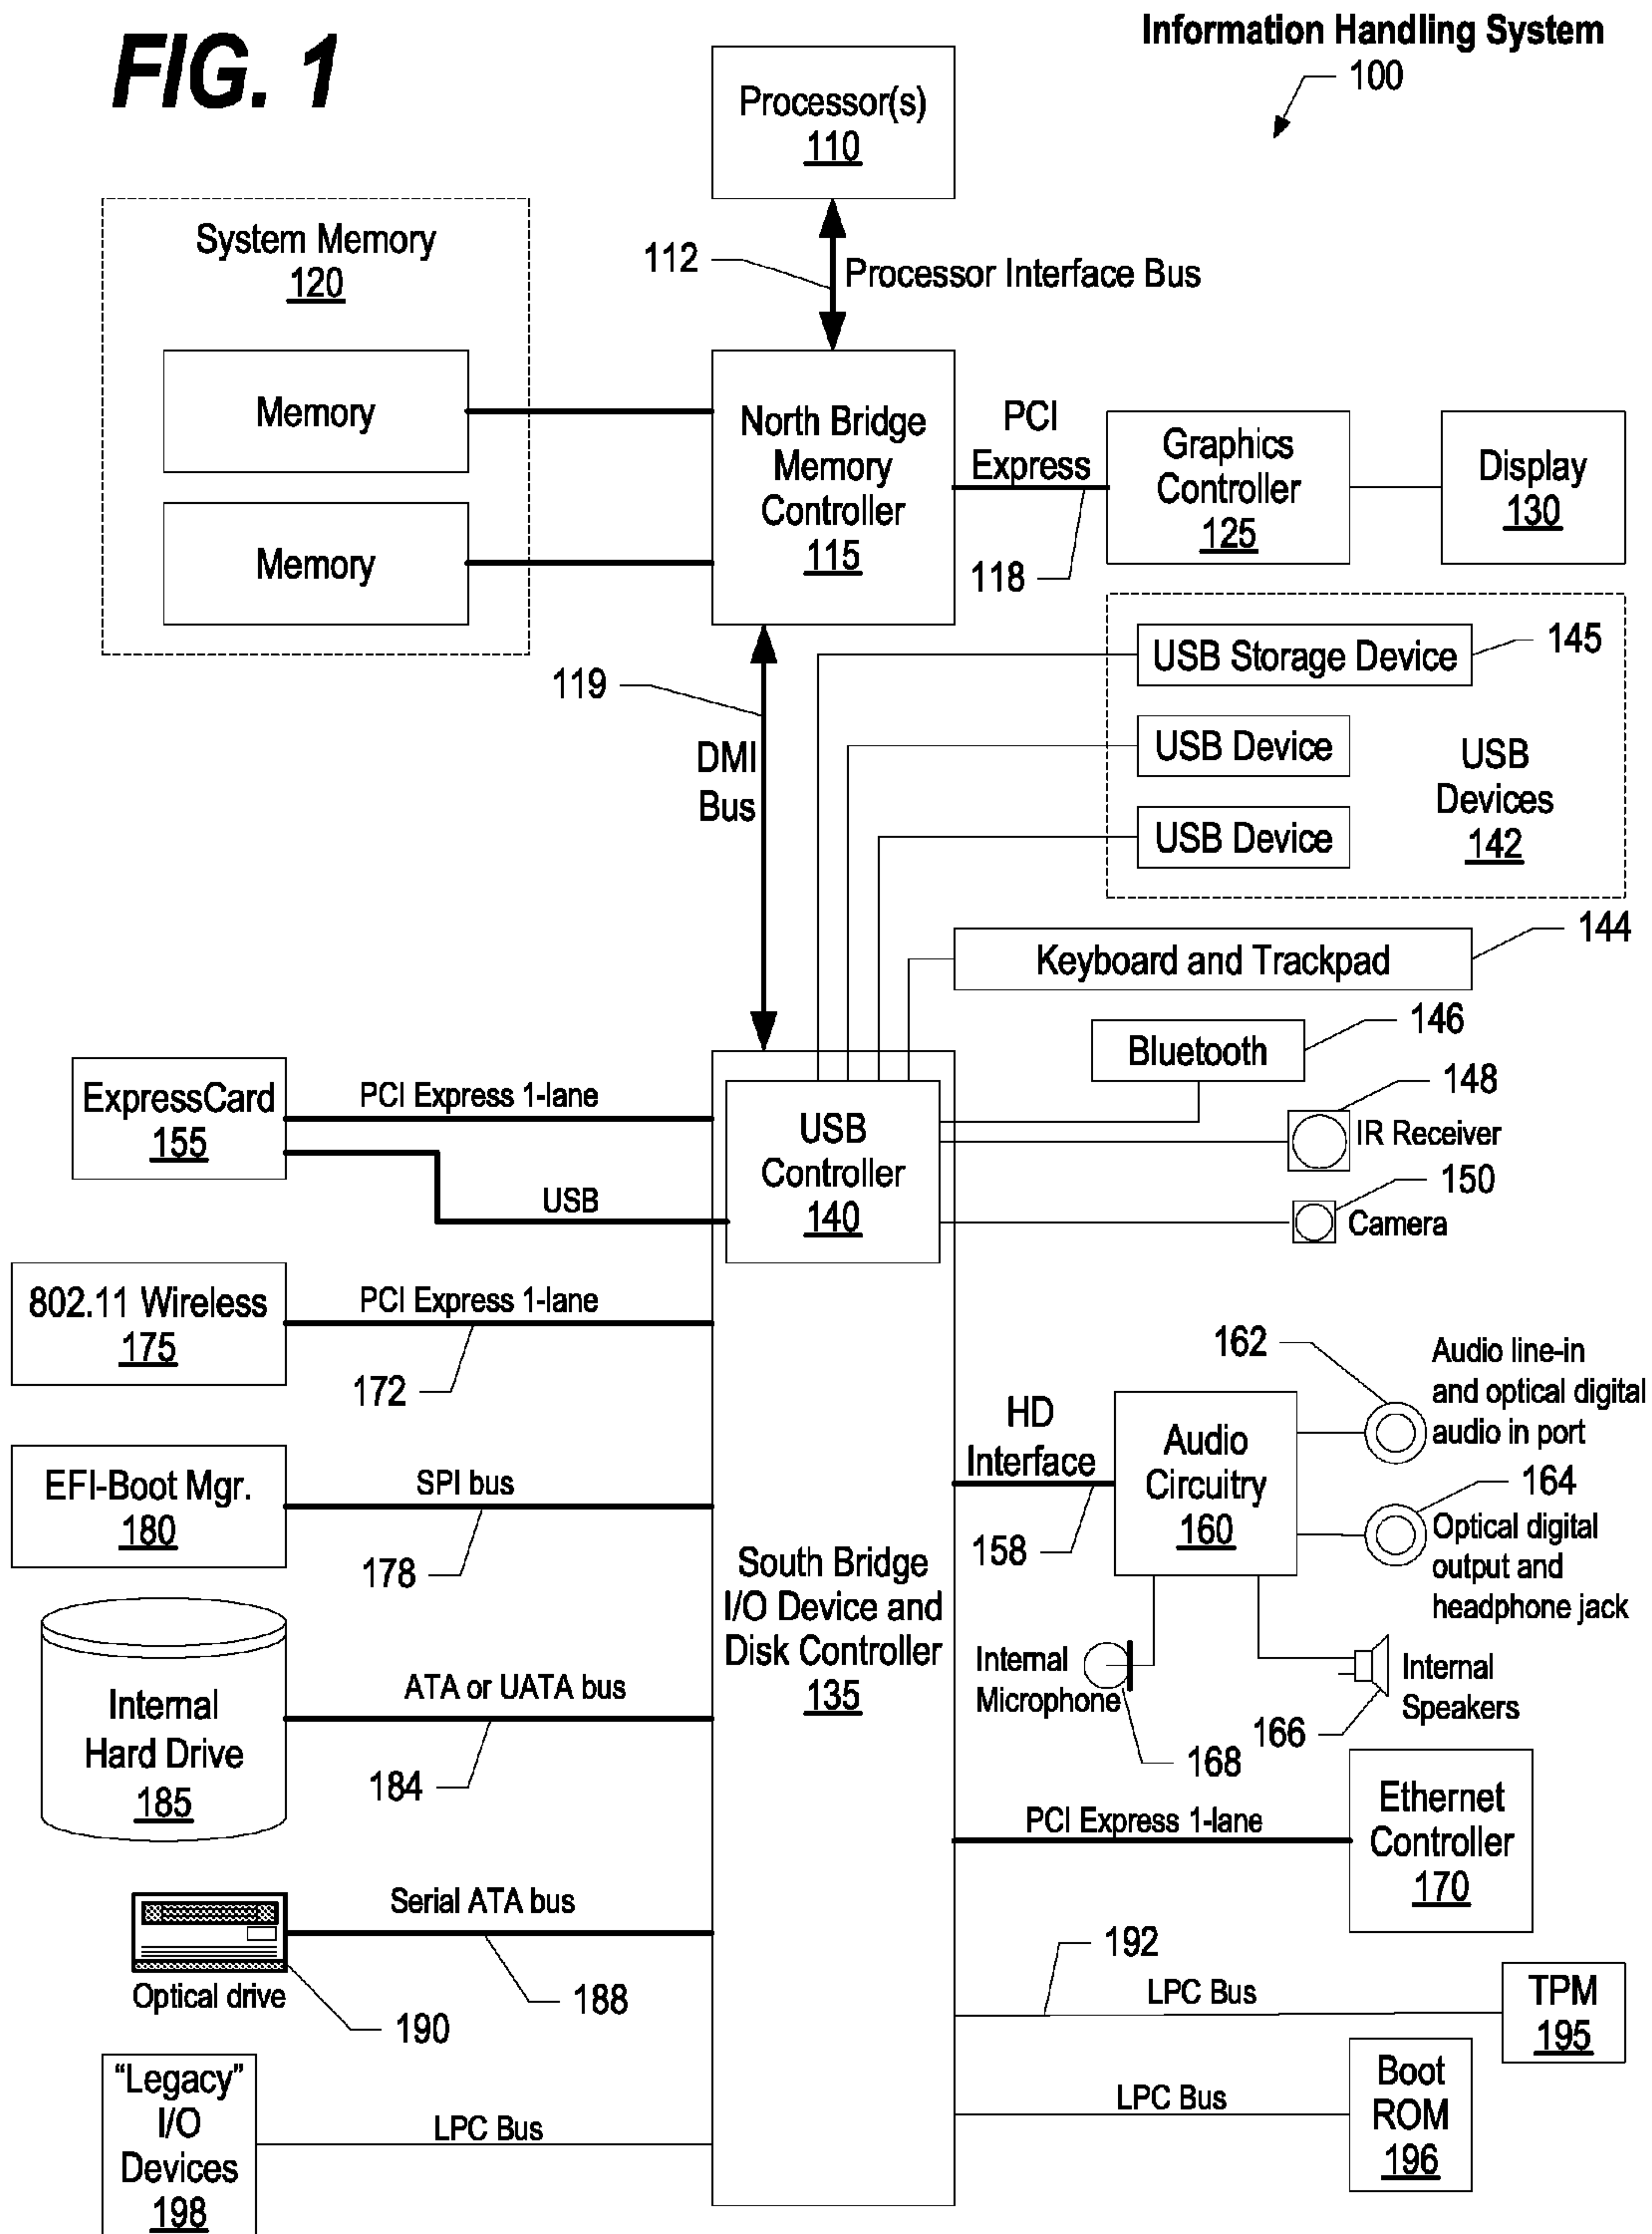 FIG. 1
Information Handling System
100
Processor(s)
110
System Memory
120
112
Processor Interface Bus
Memory
Memory
North Bridge
Memory
Controller
115
PCI
Express
118
Graphics
Controller
125
Display
130
119
DMI
Bus
USB Storage Device
145
USB Device
USB Device
USB
Devices
142
Keyboard and Trackpad
144
Bluetooth
146
148
IR Receiver
150
Camera
ExpressCard
155
PCI Express 1-lane
USB
USB
Controller
140
802.11 Wireless
175
PCI Express 1-lane
172
EFI-Boot Mgr.
180
SPI bus
178
Internal
Hard Drive
185
ATA or UATA bus
184
South Bridge
I/O Device and
Disk Controller
135
HD
Interface
158
Audio
Circuitry
160
162
Audio line-in
and optical digital
audio in port
164
Optical digital
output and
headphone jack
Internal
Microphone
168
166
Internal
Speakers
PCI Express 1-lane
Ethernet
Controller
170
Serial ATA bus
188
Optical drive
190
192
LPC Bus
TPM
195
LPC Bus
Boot
ROM
196
“Legacy”
I/O
Devices
198
LPC Bus